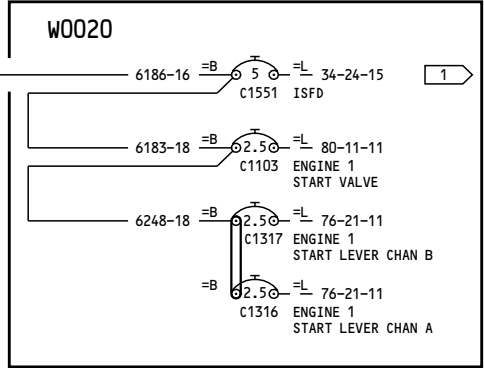 W0020
6186-16 =B 5 =L 34-24-15 1
C1551 ISFD
6183-18 =B 2.5 =L 80-11-11
C1103 ENGINE 1
START VALVE
6248-18 =B 2.5 =L 76-21-11
C1317 ENGINE 1
START LEVER CHAN B
=B 2.5 =L 76-21-11
C1316 ENGINE 1
START LEVER CHAN A